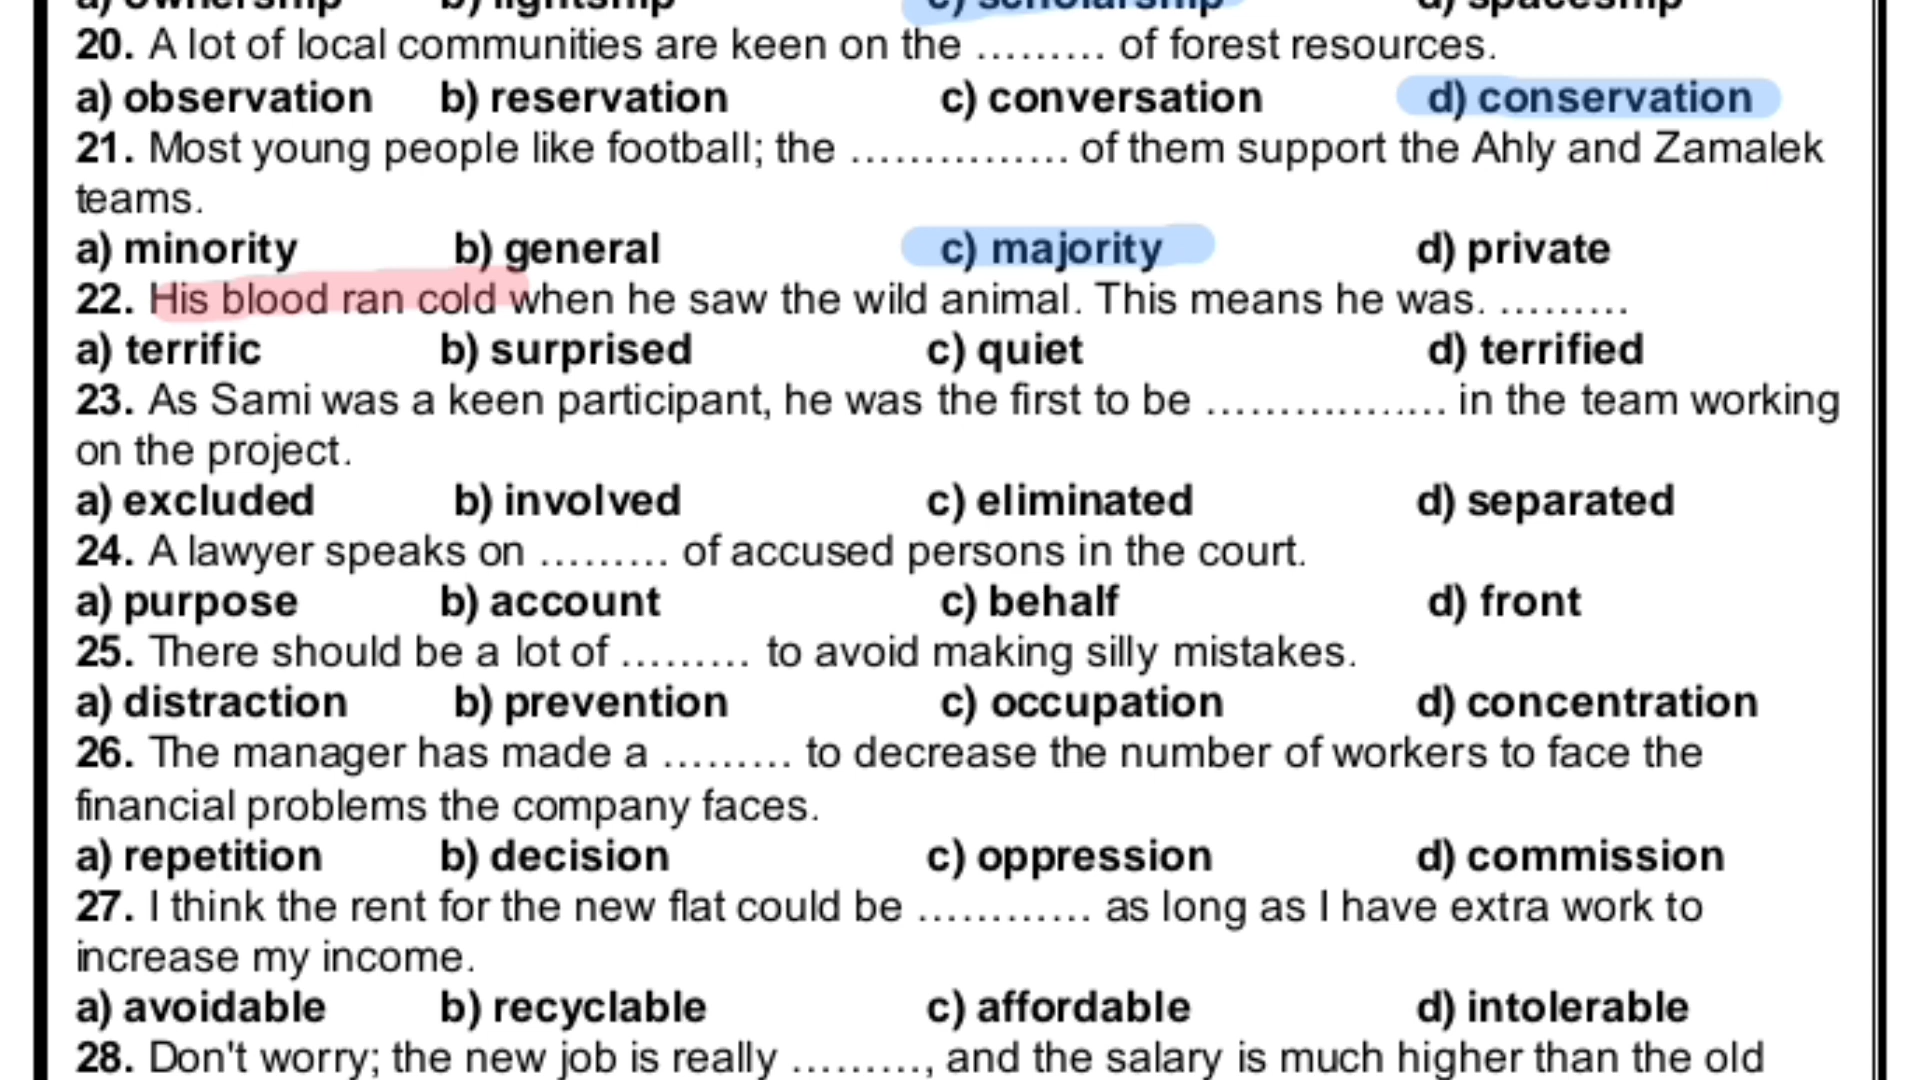 a) ownership b) lightship c) scholarship d) spaceship
20. A lot of local communities are keen on the ......... of forest resources.
a) observation b) reservation c) conversation d) conservation
21. Most young people like football; the ............... of them support the Ahly and Zamalek
teams.
a) minority b) general c) majority d) private
22. His blood ran cold when he saw the wild animal. This means he was. .........
a) terrific b) surprised c) quiet d) terrified
23. As Sami was a keen participant, he was the first to be ................. in the team working
on the project.
a) excluded b) involved c) eliminated d) separated
24. A lawyer speaks on ......... of accused persons in the court.
a) purpose b) account c) behalf d) front
25. There should be a lot of ......... to avoid making silly mistakes.
a) distraction b) prevention c) occupation d) concentration
26. The manager has made a ......... to decrease the number of workers to face the
financial problems the company faces.
a) repetition b) decision c) oppression d) commission
27. I think the rent for the new flat could be ............ as long as I have extra work to
increase my income.
a) avoidable b) recyclable c) affordable d) intolerable
28. Don't worry; the new job is really ........., and the salary is much higher than the old